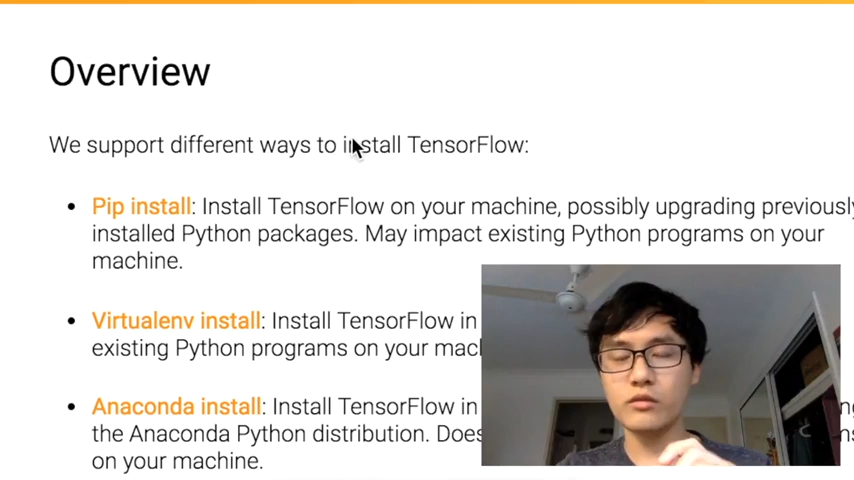 Overview
We support different ways to install TensorFlow:
Pip install: Install TensorFlow on your machine, possibly upgrading previously
installed Python packages. May impact existing Python programs on your
machine.
Virtualenv install: Install TensorFlow in
existing Python programs on your
Anaconda install: Install TensorFlow in
the Anaconda Python distribution. Does
on your machine.